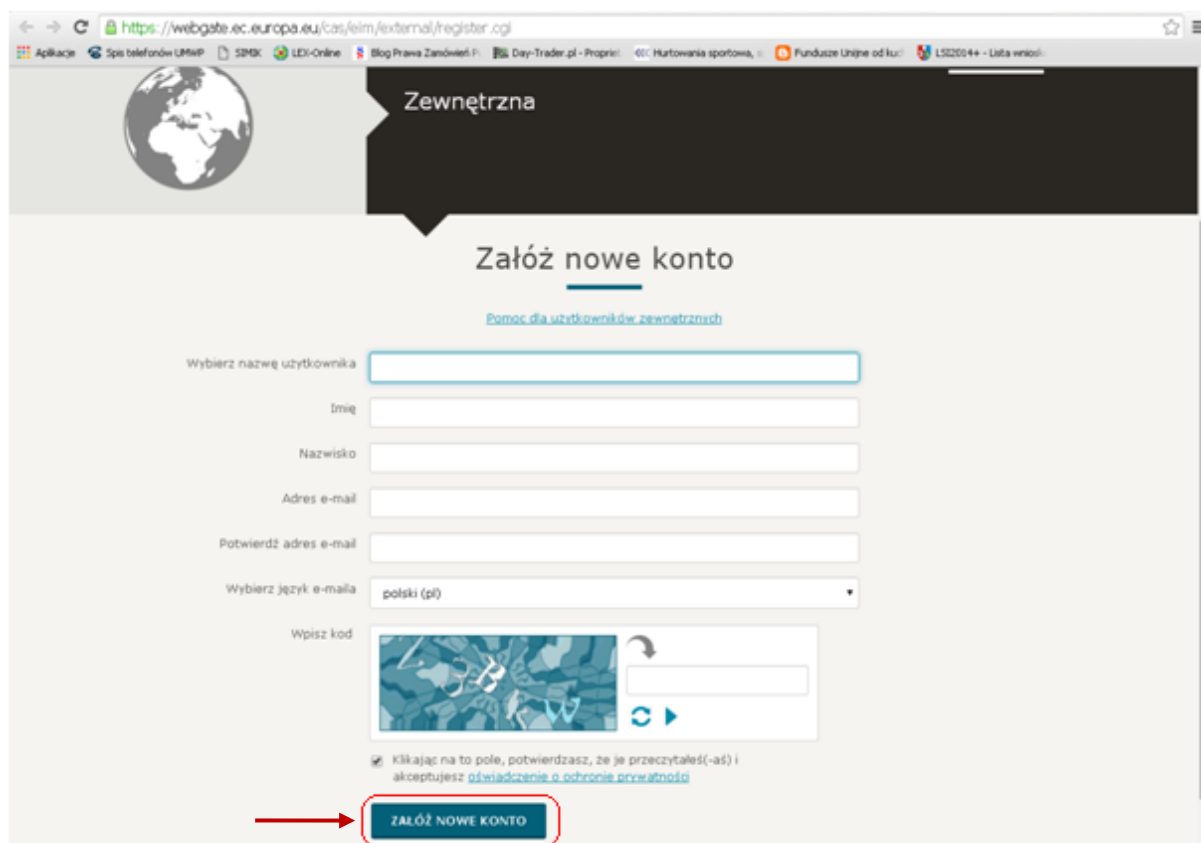 https://webgate.ec.europa.eu/cas/eim/external/register.cgi
Aplikacje Spis telefonów UMWP SIMIK LEX-Online Blog Prawa Zamówień P Day-Trader.pl - Propriet Hurtowania sportowa, s Fundusze Unijne od kuc LSI2014+ - Lista wniosk
Zewnętrzna
Załóż nowe konto
Pomoc dla użytkowników zewnętrznych
Wybierz nazwę użytkownika
Imię
Nazwisko
Adres e-mail
Potwierdź adres e-mail
Wybierz język e-maila polski (pl)
Wpisz kod
Klikając na to pole, potwierdzasz, że je przeczytałeś(-aś) i
akceptujesz oświadczenie o ochronie prywatności
ZAŁÓŻ NOWE KONTO